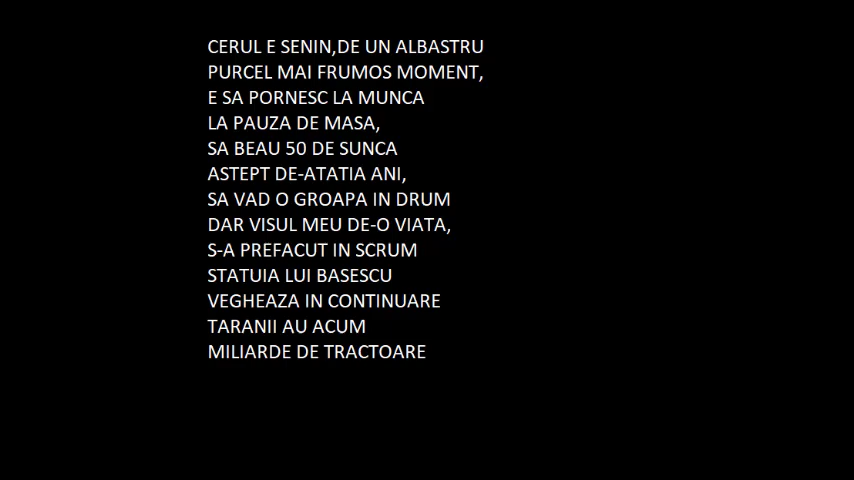 CERUL E SENIN,DE UN ALBASTRU
PURCEL MAI FRUMOS MOMENT,
E SA PORNESC LA MUNCA
LA PAUZA DE MASA,
SA BEAU 50 DE SUNCA
ASTEPT DE-ATATIA ANI,
SA VAD O GROAPA IN DRUM
DAR VISUL MEU DE-O VIATA,
S-A PREFACUT IN SCRUM
STATUIA LUI BASESCU
VEGHEAZA IN CONTINUARE
TARANII AU ACUM
MILIARDE DE TRACTOARE